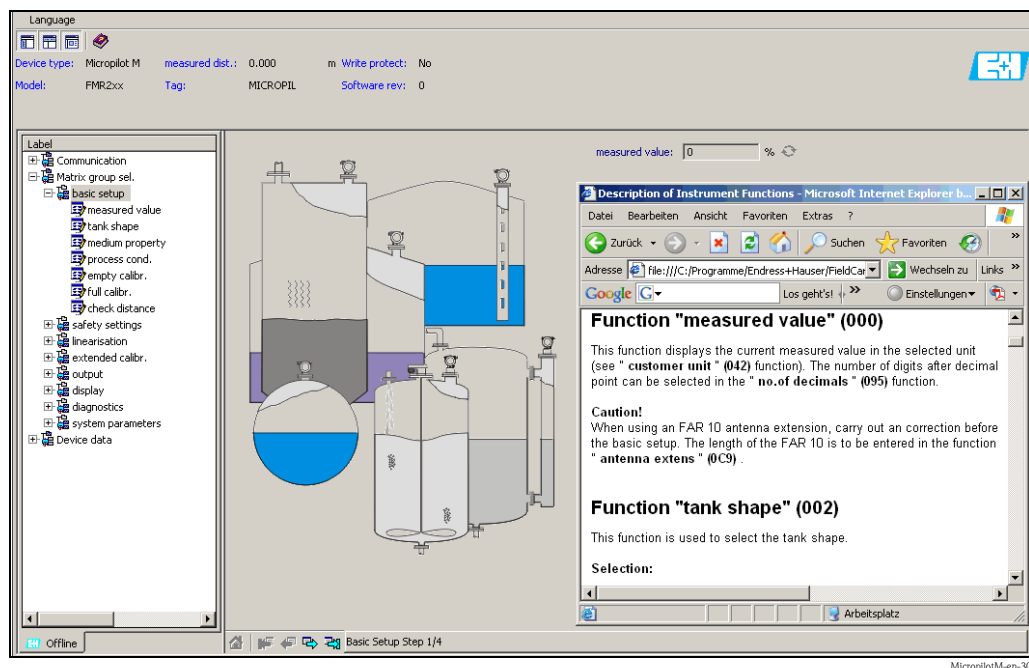 Language
Device type: Micropilot M measured dist.: 0.000 m Write protect: No
Model: FMR2xx Tag: MICROPIL Software rev: 0
E+H
Label
Communication
Matrix group sel.
basic setup
measured value
tank shape
medium property
process cond.
empty calibr.
full calibr.
check distance
safety settings
linearisation
extended calibr.
output
display
diagnostics
system parameters
Device data
Offline
measured value: 0 %
Description of Instrument Functions - Microsoft Internet Explorer b...
Datei Bearbeiten Ansicht Favoriten Extras ?
Zurück Suchen Favoriten »
Adresse file:///C:/Programme/Endress+Hauser/FieldCar Wechseln zu Links »
Google G Los geht's! » Einstellungen
Function "measured value" (000)
This function displays the current measured value in the selected unit
(see " customer unit " (042) function). The number of digits after decimal
point can be selected in the " no.of decimals " (095) function.
Caution!
When using an FAR 10 antenna extension, carry out an correction before
the basic setup. The length of the FAR 10 is to be entered in the function
" antenna extens " (0C9) .
Function "tank shape" (002)
This function is used to select the tank shape.
Selection:
Arbeitsplatz
Basic Setup Step 1/4